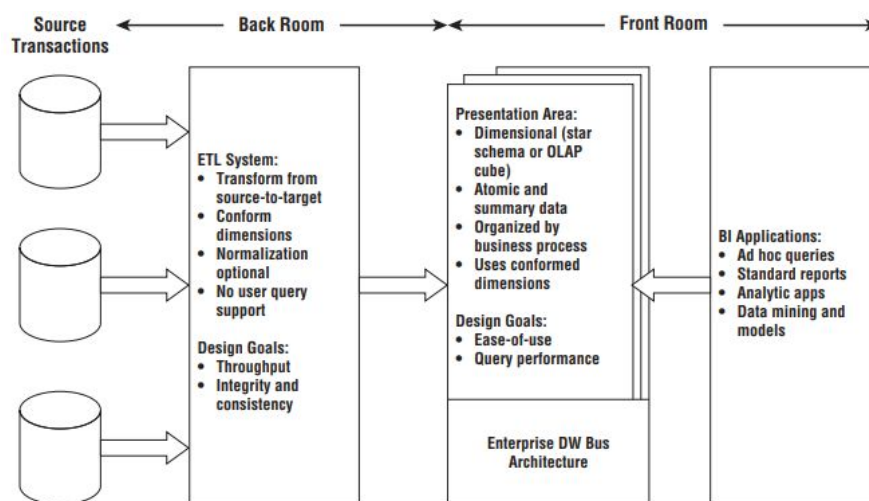 Source
Transactions
Back Room
Front Room
ETL System:
• Transform from
source-to-target
• Conform
dimensions
• Normalization
optional
• No user query
support
Design Goals:
• Throughput
• Integrity and
consistency
Presentation Area:
• Dimensional (star
schema or OLAP
cube)
• Atomic and
summary data
• Organized by
business process
• Uses conformed
dimensions
Design Goals:
• Ease-of-use
• Query performance
Enterprise DW Bus
Architecture
BI Applications:
• Ad hoc queries
• Standard reports
• Analytic apps
• Data mining and
models